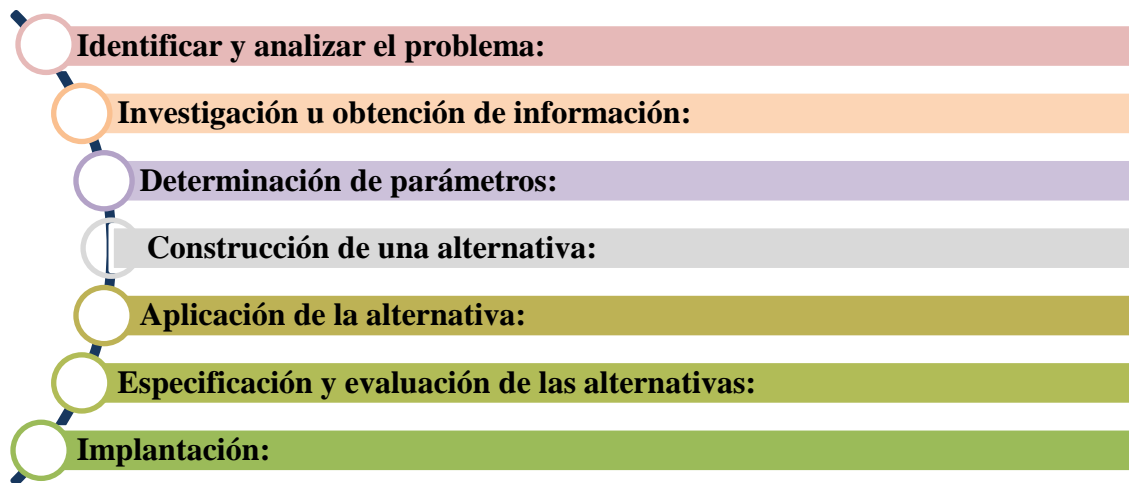 Identificar y analizar el problema:
Investigación u obtención de información:
Determinación de parámetros:
Construcción de una alternativa:
Aplicación de la alternativa:
Especificación y evaluación de las alternativas:
Implantación: